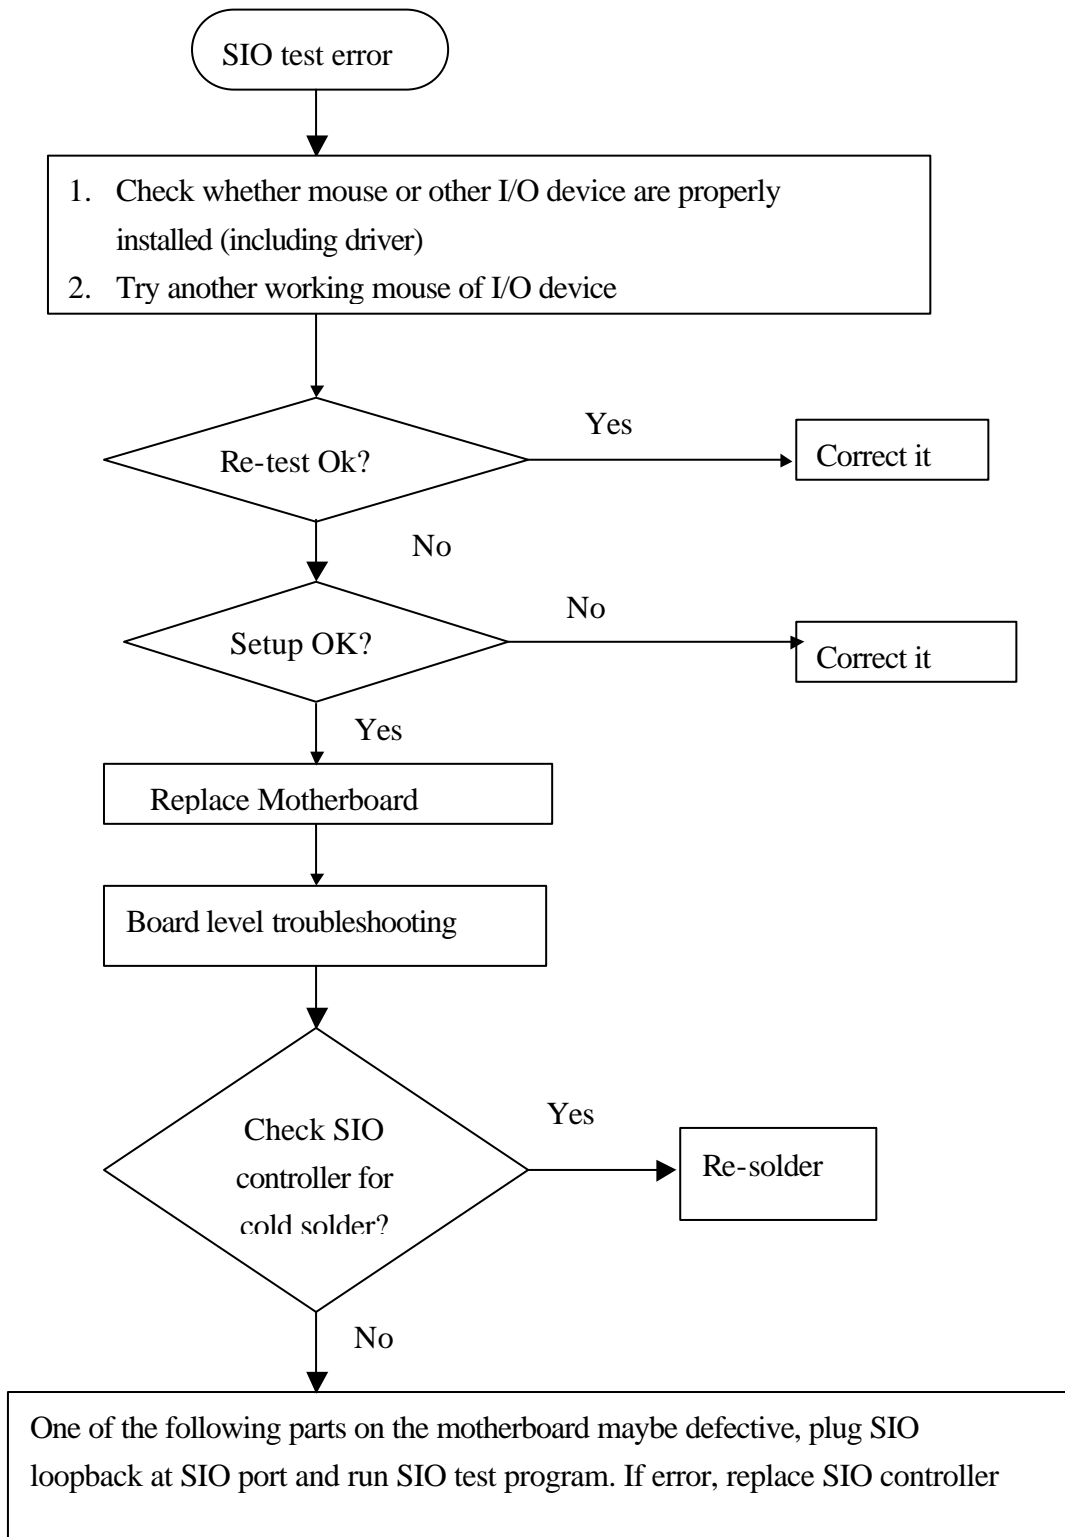 SIO test error
1. Check whether mouse or other I/O device are properly
installed (including driver)
2. Try another working mouse of I/O device
Yes
Re-test Ok?
Correct it
No
No
Setup OK?
Correct it
Yes
Replace Motherboard
Board level troubleshooting
Check SIO
controller for
cold solder?
Yes
Re-solder
No
One of the following parts on the motherboard maybe defective, plug SIO
loopback at SIO port and run SIO test program. If error, replace SIO controller